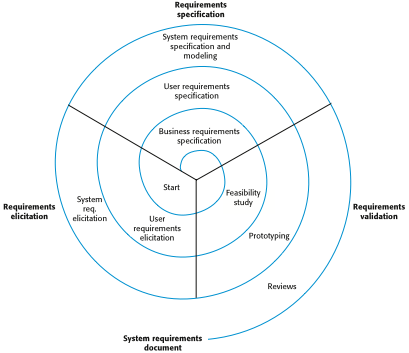 Requirements
specification
System requirements
specification and
modeling
User requirements
specification
Business requirements
specification
Start
Feasibility
study
System
req.
elicitation
User
requirements
elicitation
Requirements
elicitation
Requirements
validation
Prototyping
Reviews
System requirements
document